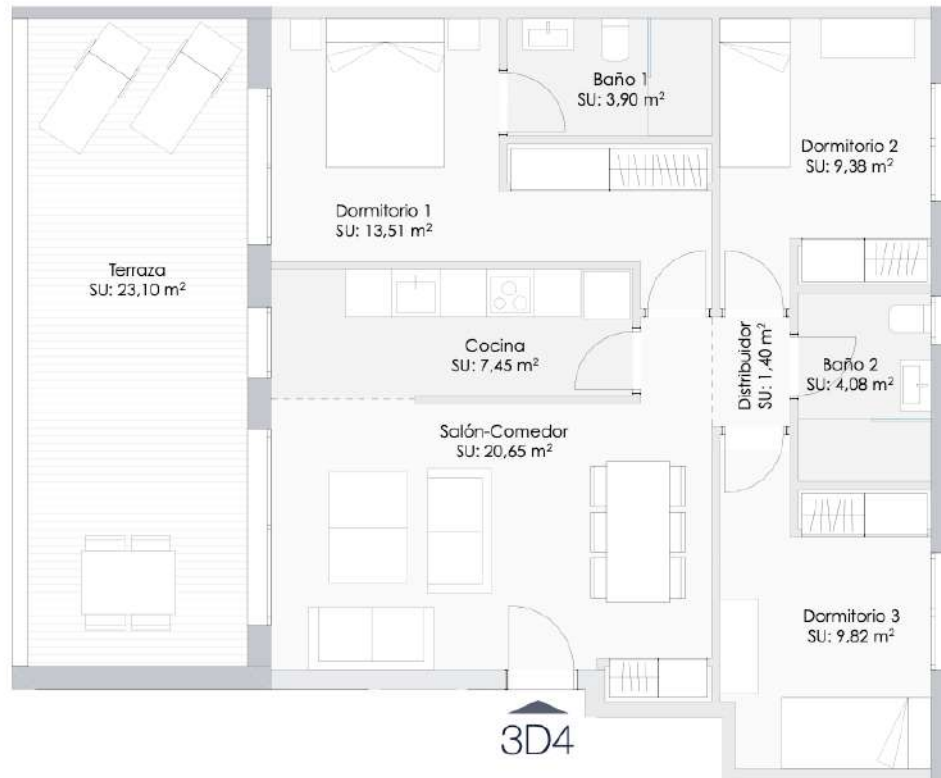 Baño 1
SU: 3,90 m²
Dormitorio 2
SU: 9,38 m²
Dormitorio 1
SU: 13,51 m²
Terraza
SU: 23,10 m²
Cocina
SU: 7,45 m²
Distribuidor
SU: 1,40 m²
Baño 2
SU: 4,08 m²
Salón-Comedor
SU: 20,65 m²
Dormitorio 3
SU: 9,82 m²
3D4